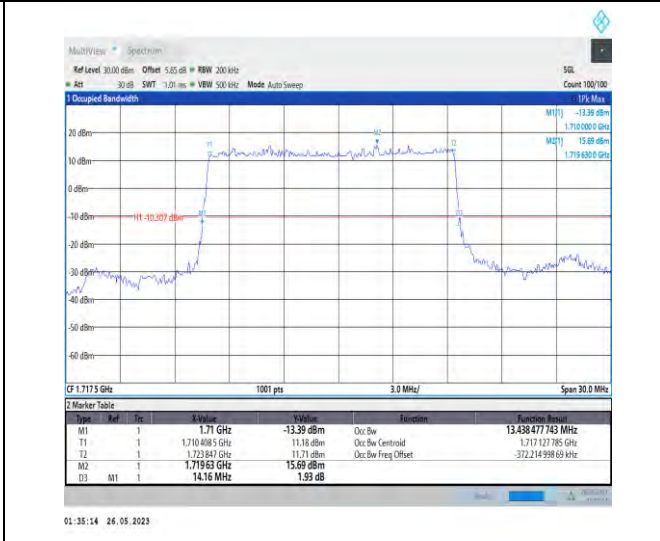 MultiView Spectrum
Ref Level 30.00 dBm Offset 5.85 dB RBW 200 kHz SGL
Att 30 dB SWT 1.01 ms VBW 500 kHz Mode Auto Sweep Count 100/100
1 Occupied Bandwidth 1Pk Max
M1[1] -13.39 dBm
1.710 000 0 GHz
M2[1] 15.69 dBm
1.719 630 0 GHz
20 dBm
M2
T1 T2
10 dBm
0 dBm
-10 dBm H1 -10.307 dBm M1 D3
-20 dBm
-30 dBm
-40 dBm
-50 dBm
-60 dBm
CF 1.717 5 GHz 1001 pts 3.0 MHz/ Span 30.0 MHz
2 Marker Table
Type Ref Trc X-Value Y-Value Function Function Result
M1 1 1.71 GHz -13.39 dBm Occ Bw 13.438 477 743 MHz
T1 1 1.710 408 5 GHz 11.18 dBm Occ Bw Centroid 1.717 127 785 GHz
T2 1 1.723 847 GHz 11.71 dBm Occ Bw Freq Offset -372.214 998 69 kHz
M2 1 1.719 63 GHz 15.69 dBm
D3 M1 1 14.16 MHz 1.93 dB
01:35:14 26.05.2023